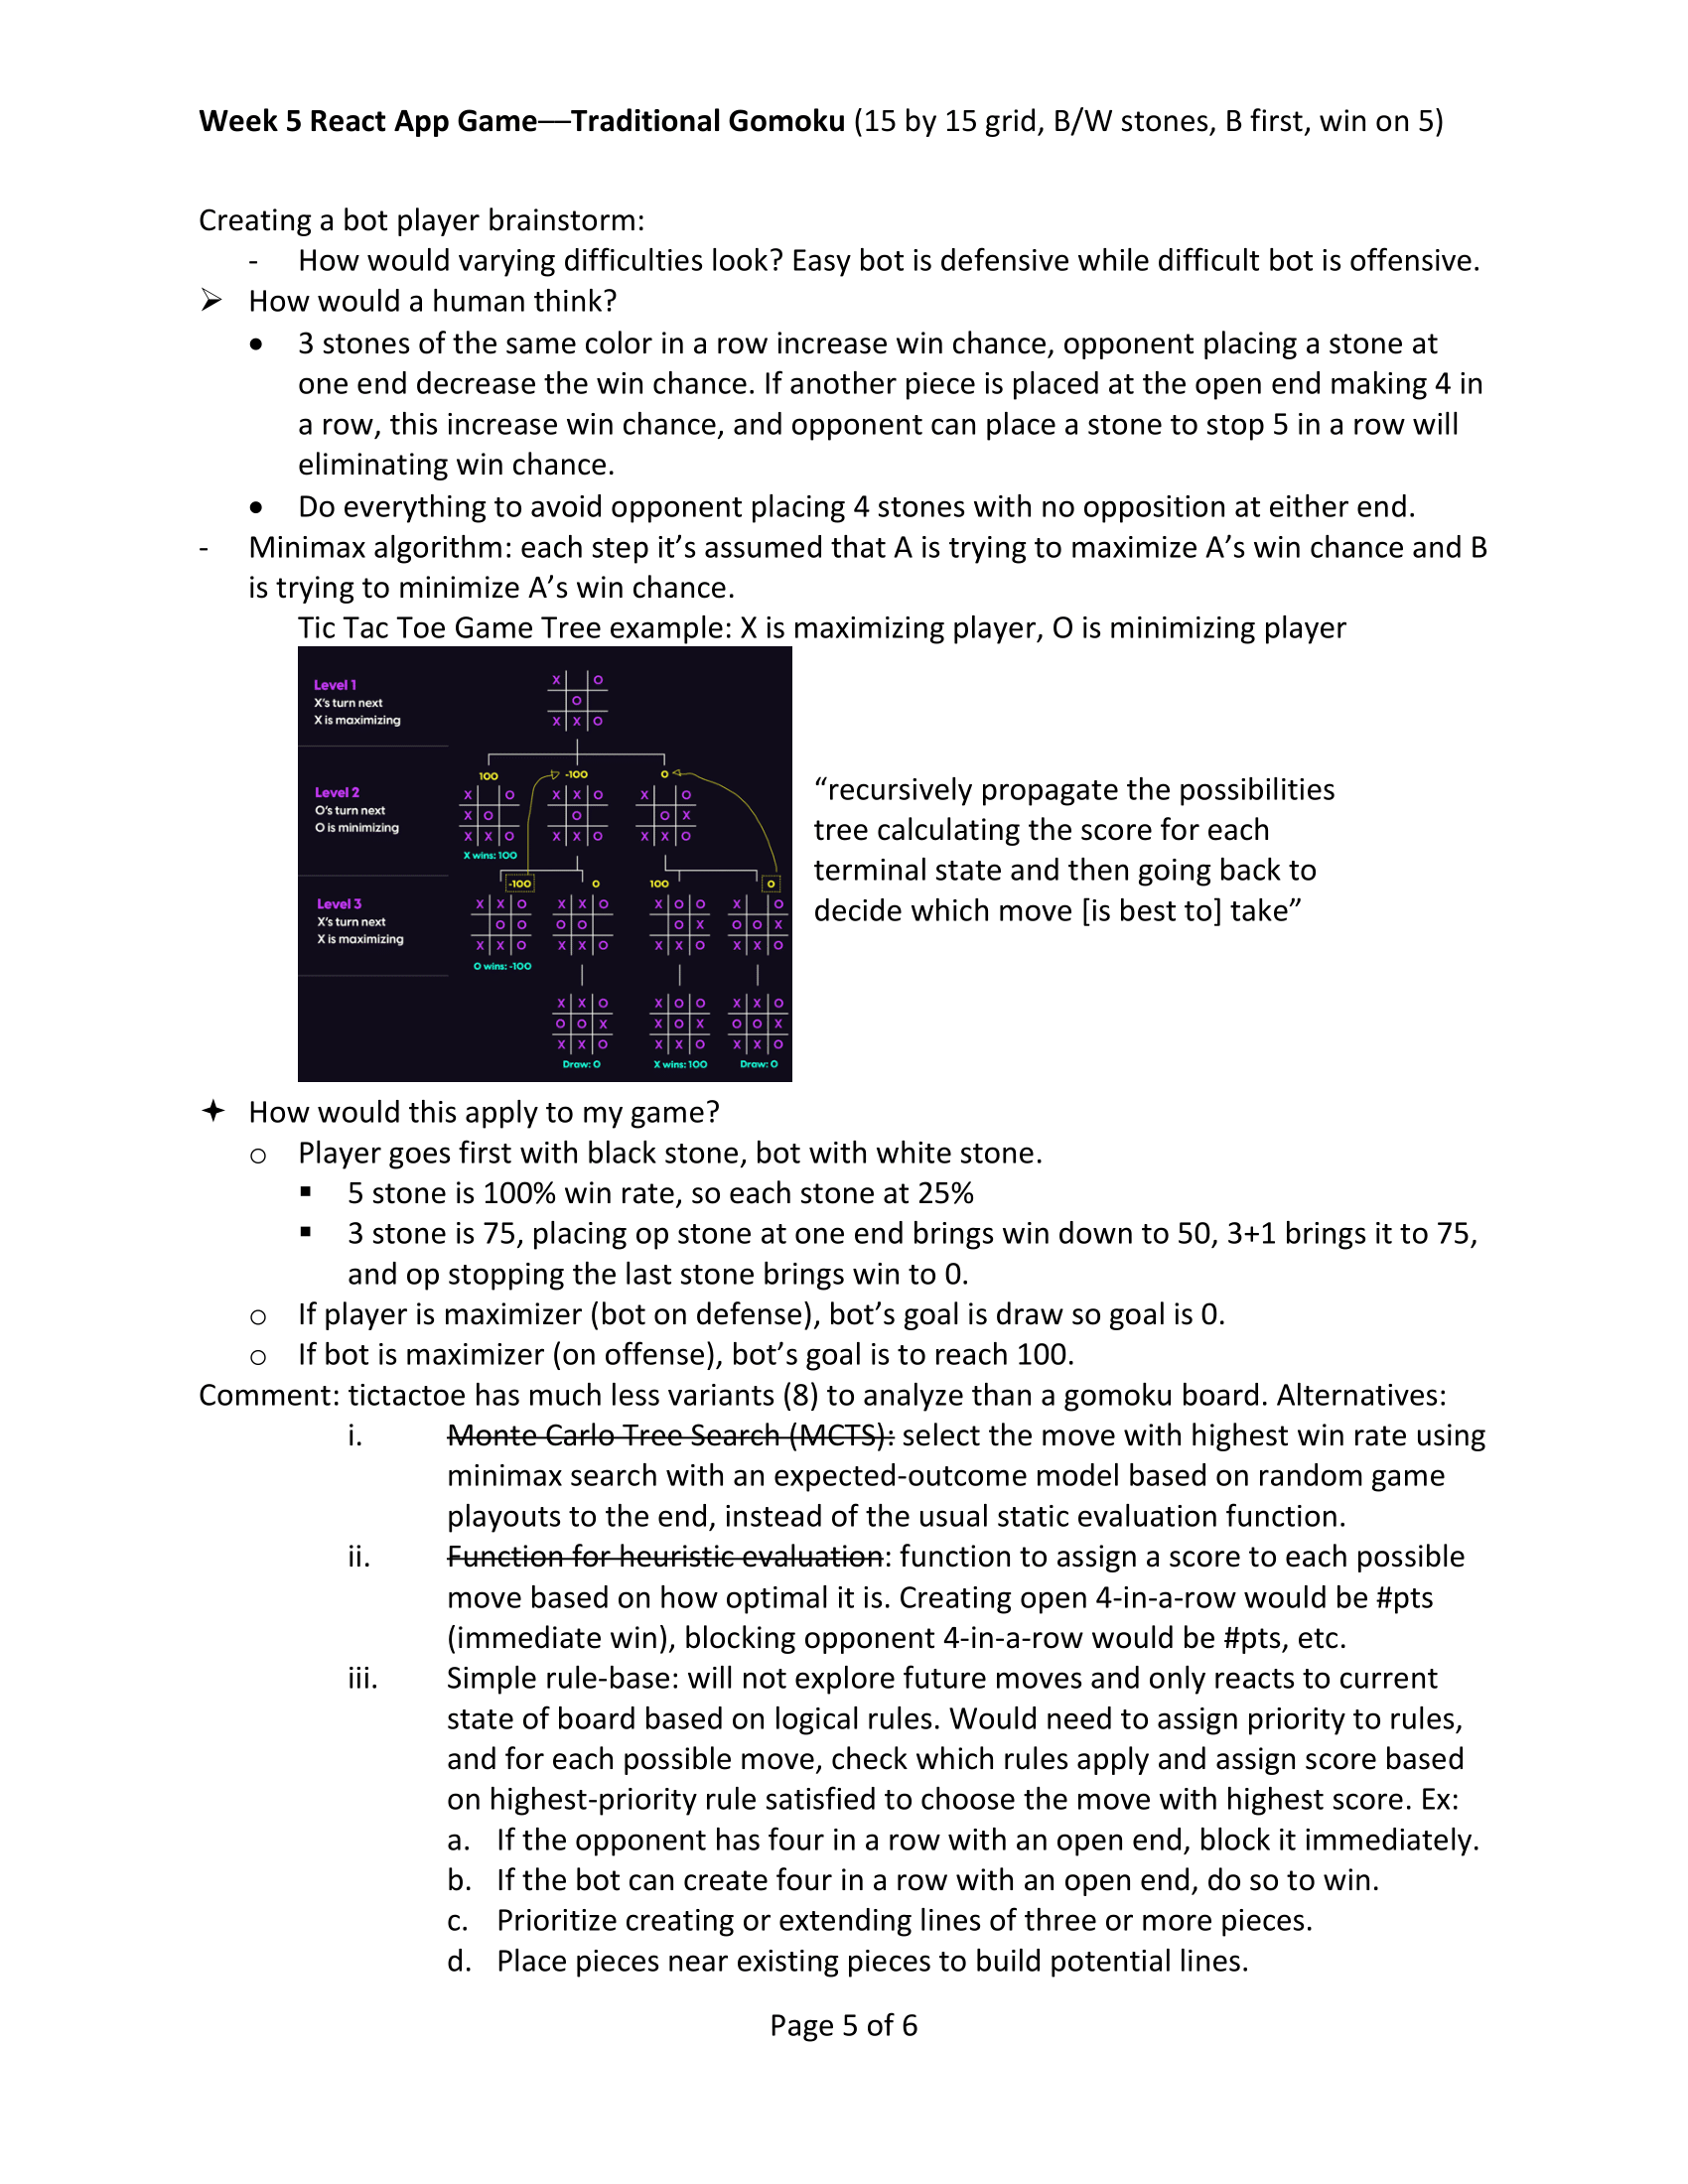 Week 5 React App Game—Traditional Gomoku (15 by 15 grid, B/W stones, B first, win on 5)
Creating a bot player brainstorm:
- How would varying difficulties look? Easy bot is defensive while difficult bot is offensive.
➢ How would a human think?
• 3 stones of the same color in a row increase win chance, opponent placing a stone at
one end decrease the win chance. If another piece is placed at the open end making 4 in
a row, this increase win chance, and opponent can place a stone to stop 5 in a row will
eliminating win chance.
• Do everything to avoid opponent placing 4 stones with no opposition at either end.
- Minimax algorithm: each step it’s assumed that A is trying to maximize A’s win chance and B
is trying to minimize A’s win chance.
Tic Tac Toe Game Tree example: X is maximizing player, O is minimizing player
Level 1
X's turn next
X is maximizing
X O
O
X X O
100 -100 0
Level 2
O's turn next
O is minimizing
X O X X O X O
X O O O X
X X O X X O X X O
X wins: 100
-100 0 100 0
Level 3
X's turn next
X is maximizing
X X O X X O X O O X O
O O O O O X O O X
X X O X X O X X O X X O
O wins: -100
X X O X O O X X O
O O X X O X O O X
X X O X X O X X O
Draw: 0 X wins: 100 Draw: 0
“recursively propagate the possibilities
tree calculating the score for each
terminal state and then going back to
decide which move [is best to] take”
✦ How would this apply to my game?
o Player goes first with black stone, bot with white stone.
▪ 5 stone is 100% win rate, so each stone at 25%
▪ 3 stone is 75, placing op stone at one end brings win down to 50, 3+1 brings it to 75,
and op stopping the last stone brings win to 0.
o If player is maximizer (bot on defense), bot’s goal is draw so goal is 0.
o If bot is maximizer (on offense), bot’s goal is to reach 100.
Comment: tictactoe has much less variants (8) to analyze than a gomoku board. Alternatives:
i. Monte Carlo Tree Search (MCTS): select the move with highest win rate using
minimax search with an expected-outcome model based on random game
playouts to the end, instead of the usual static evaluation function.
ii. Function for heuristic evaluation: function to assign a score to each possible
move based on how optimal it is. Creating open 4-in-a-row would be #pts
(immediate win), blocking opponent 4-in-a-row would be #pts, etc.
iii. Simple rule-base: will not explore future moves and only reacts to current
state of board based on logical rules. Would need to assign priority to rules,
and for each possible move, check which rules apply and assign score based
on highest-priority rule satisfied to choose the move with highest score. Ex:
a. If the opponent has four in a row with an open end, block it immediately.
b. If the bot can create four in a row with an open end, do so to win.
c. Prioritize creating or extending lines of three or more pieces.
d. Place pieces near existing pieces to build potential lines.
Page 5 of 6